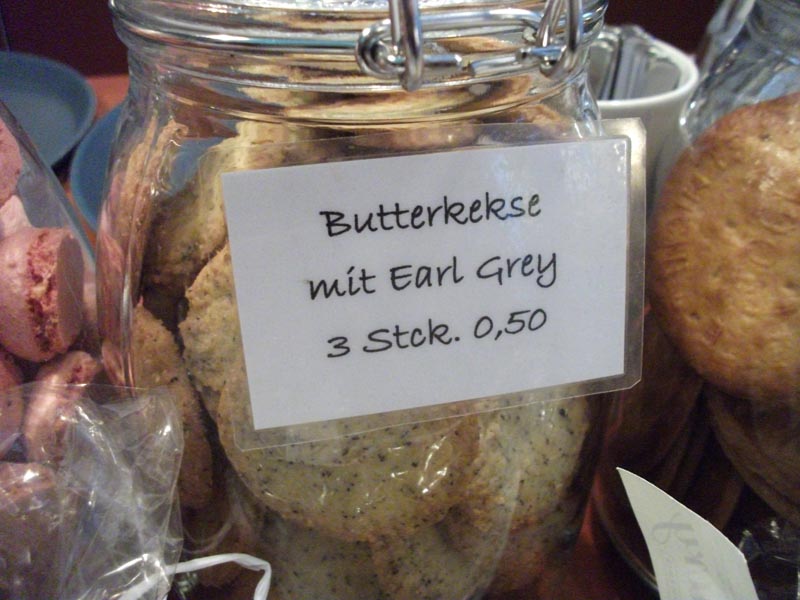 Butterkekse
mit Earl Grey
3 Stck. 0,50